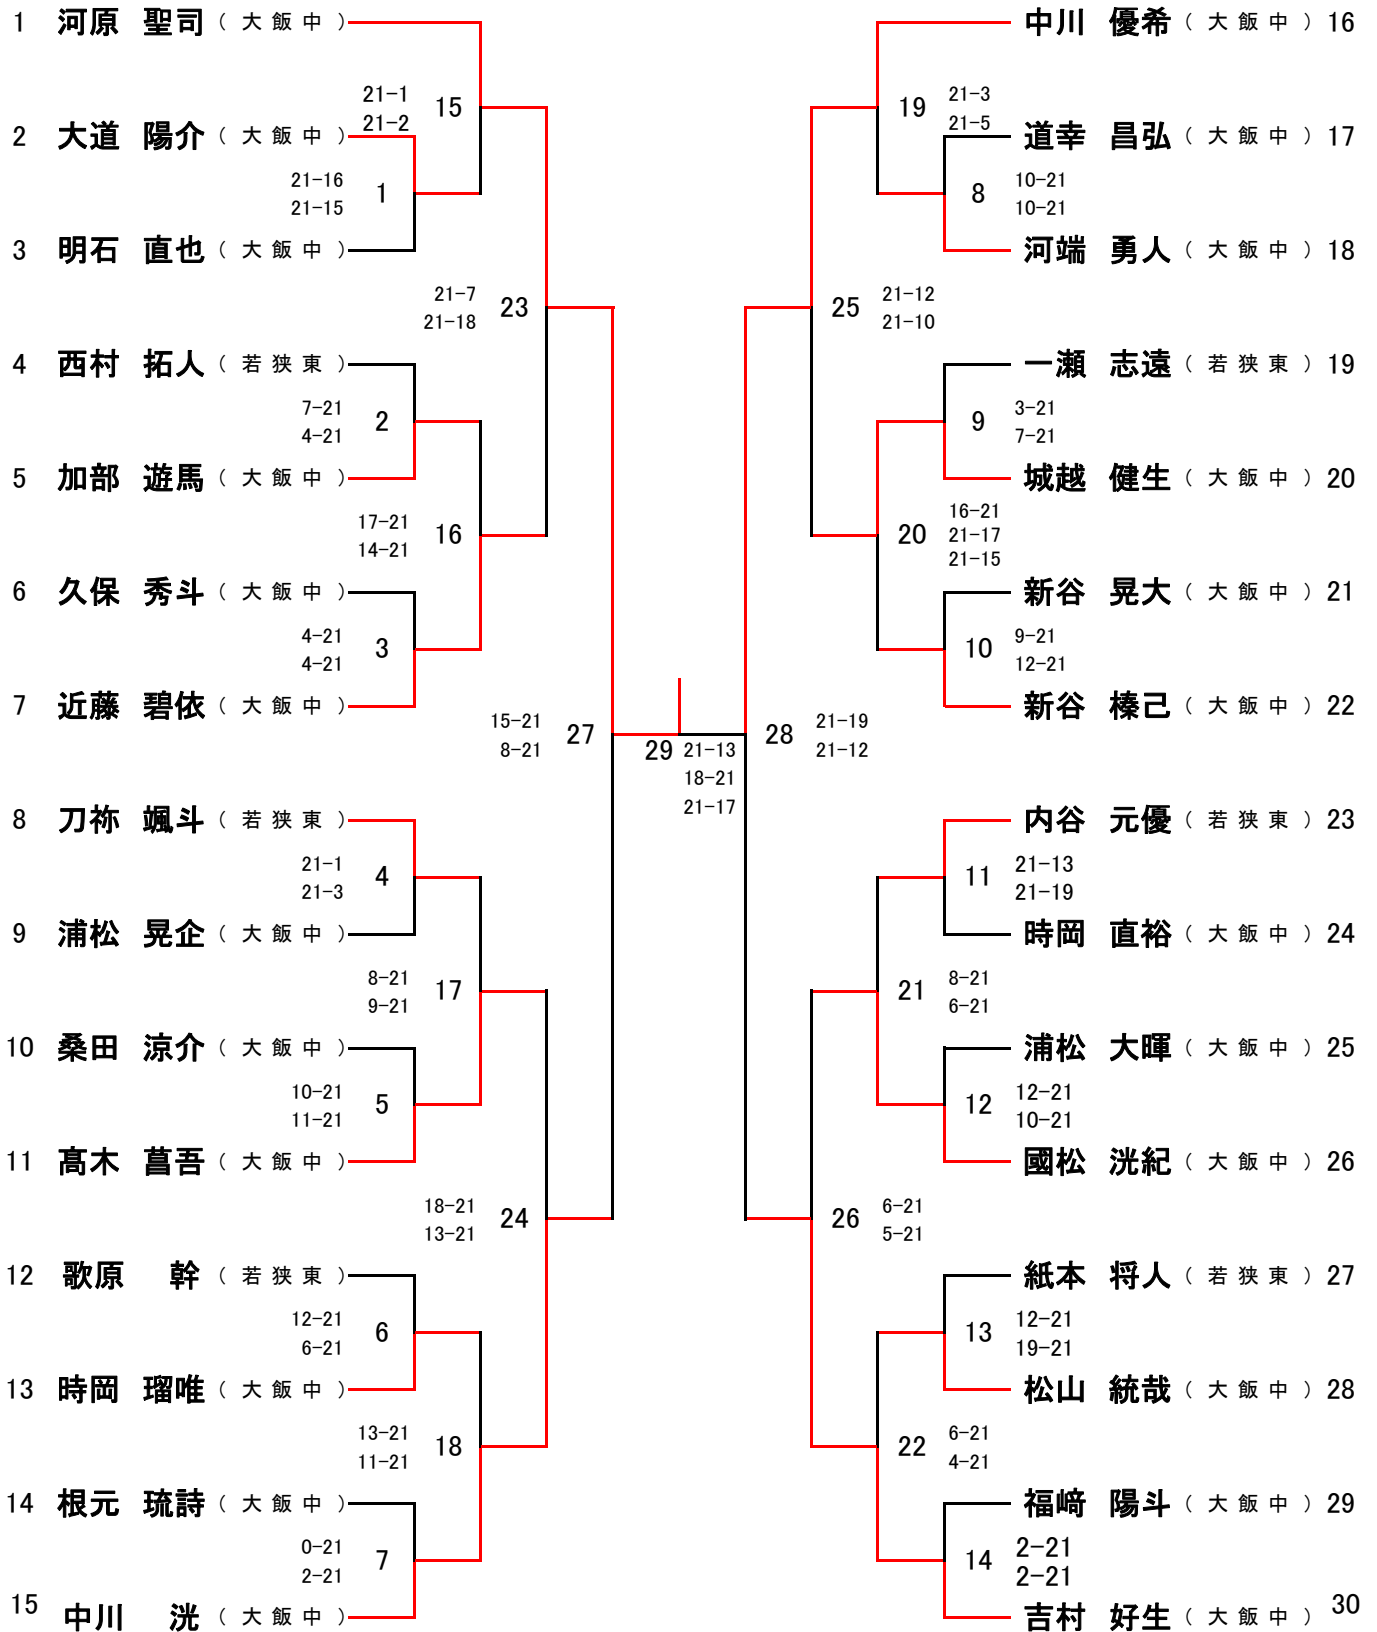 1 河原 聖司 （ 大 飯 中 ）
21-1
21-2
15
2 大道 陽介 （ 大 飯 中 ）
21-16
21-15
1
3 明石 直也 （ 大 飯 中 ）
21-7
21-18
23
4 西村 拓人 （ 若 狭 東 ）
7-21
4-21
2
5 加部 遊馬 （ 大 飯 中 ）
17-21
14-21
16
6 久保 秀斗 （ 大 飯 中 ）
4-21
4-21
3
7 近藤 碧依 （ 大 飯 中 ）
15-21
8-21
27
8 刀祢 颯斗 （ 若 狭 東 ）
21-1
21-3
4
9 浦松 晃企 （ 大 飯 中 ）
8-21
9-21
17
10 桑田 涼介 （ 大 飯 中 ）
10-21
11-21
5
11 髙木 菖吾 （ 大 飯 中 ）
18-21
13-21
24
12 歌原 幹 （ 若 狭 東 ）
12-21
6-21
6
13 時岡 瑠唯 （ 大 飯 中 ）
13-21
11-21
18
14 根元 琉詩 （ 大 飯 中 ）
0-21
2-21
7
15 中川 洸 （ 大 飯 中 ）
29
21-13
18-21
21-17
中川 優希 （ 大 飯 中 ） 16
19
21-3
21-5
道幸 昌弘 （ 大 飯 中 ） 17
8
10-21
10-21
河端 勇人 （ 大 飯 中 ） 18
25
21-12
21-10
一瀬 志遠 （ 若 狭 東 ） 19
9
3-21
7-21
城越 健生 （ 大 飯 中 ） 20
20
16-21
21-17
21-15
新谷 晃大 （ 大 飯 中 ） 21
10
9-21
12-21
新谷 榛己 （ 大 飯 中 ） 22
28
21-19
21-12
内谷 元優 （ 若 狭 東 ） 23
11
21-13
21-19
時岡 直裕 （ 大 飯 中 ） 24
21
8-21
6-21
浦松 大暉 （ 大 飯 中 ） 25
12
12-21
10-21
國松 洸紀 （ 大 飯 中 ） 26
26
6-21
5-21
紙本 将人 （ 若 狭 東 ） 27
13
12-21
19-21
松山 統哉 （ 大 飯 中 ） 28
22
6-21
4-21
福﨑 陽斗 （ 大 飯 中 ） 29
14
2-21
2-21
吉村 好生 （ 大 飯 中 ） 30